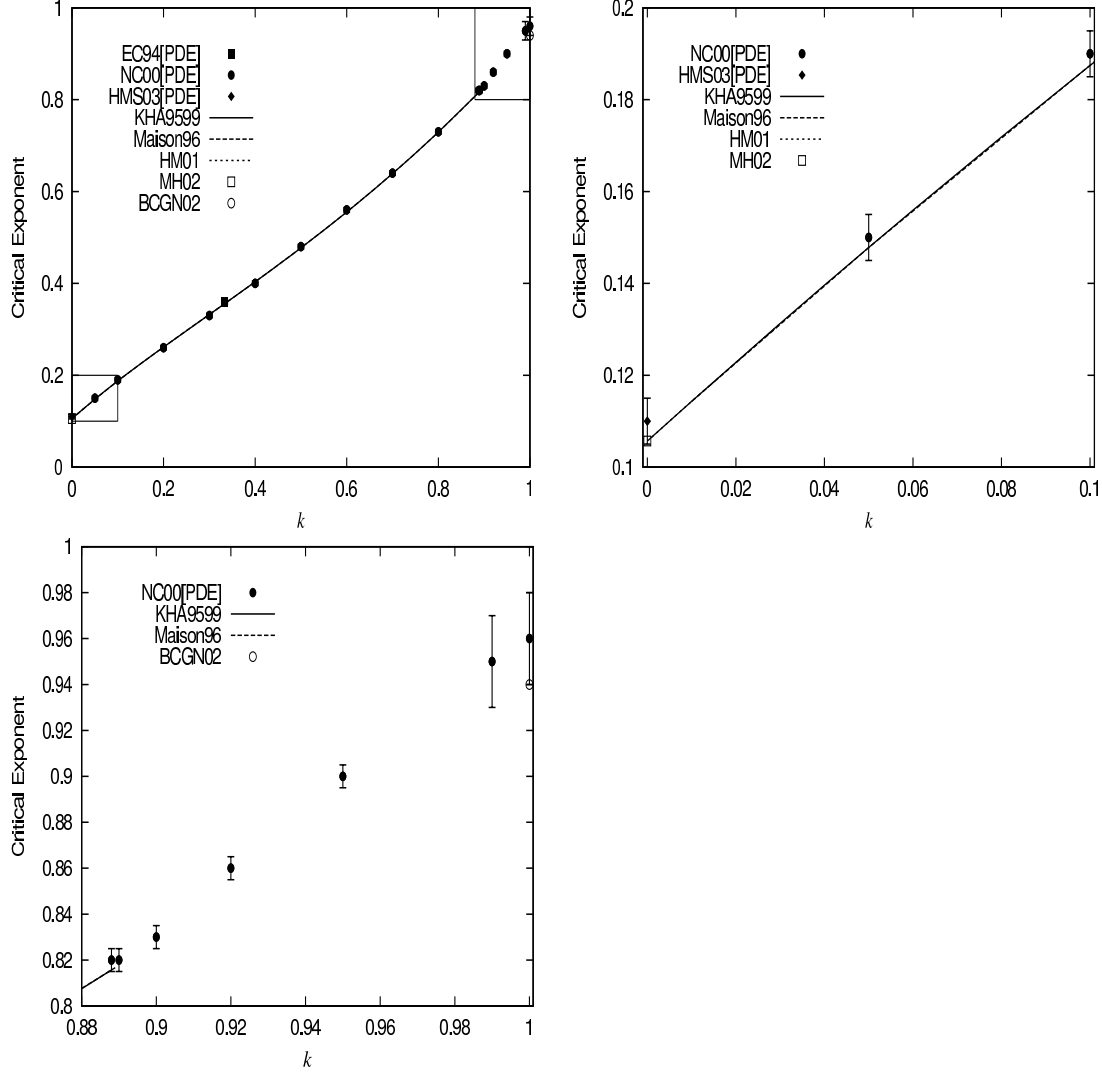 1
0.8
0.6
0.4
0.2
0
Critical Exponent
EC94[PDE]
NC00[PDE]
HMS03[PDE]
KHA9599
Maison96
HM01
MH02
BCGN02
0 0.2 0.4 0.6 0.8 1
k
0.2
0.18
0.16
0.14
0.12
0.1
Critical Exponent
NC00[PDE]
HMS03[PDE]
KHA9599
Maison96
HM01
MH02
0 0.02 0.04 0.06 0.08 0.1
k
1
0.98
0.96
0.94
0.92
0.9
0.88
0.86
0.84
0.82
0.8
Critical Exponent
NC00[PDE]
KHA9599
Maison96
BCGN02
0.88 0.9 0.92 0.94 0.96 0.98 1
k